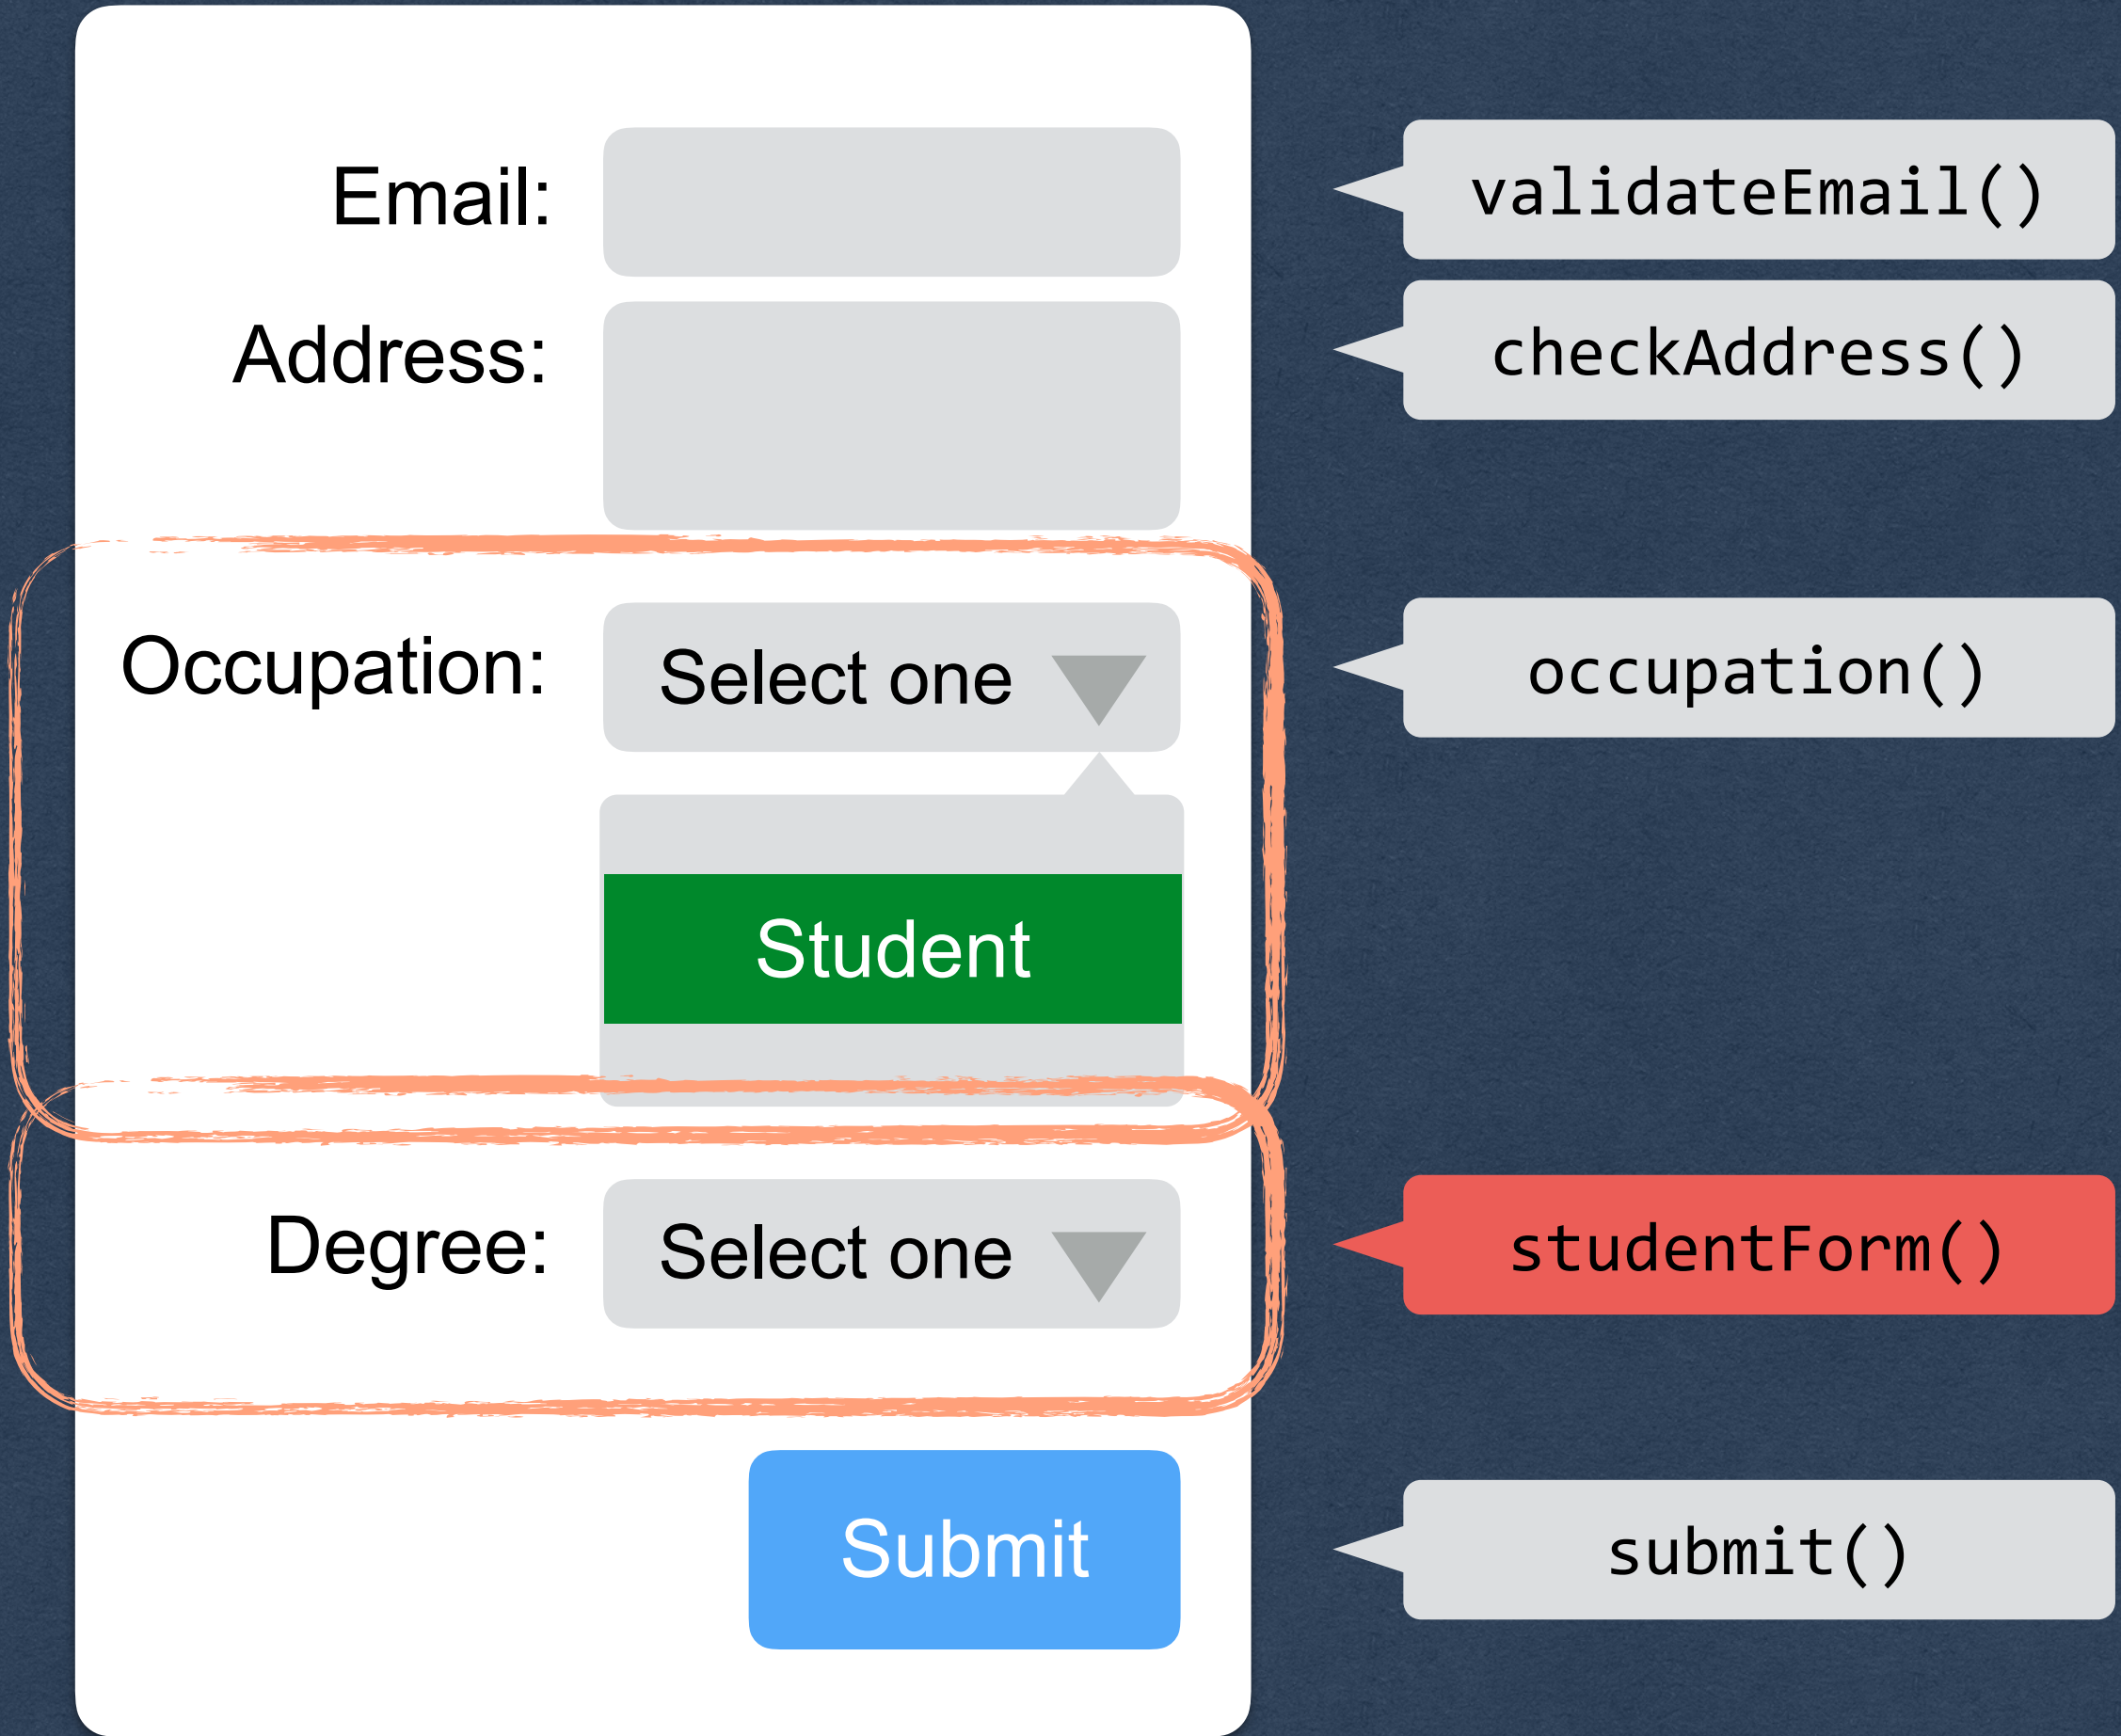 Email:
validateEmail()
Address:
checkAddress()
Occupation:
Select one
occupation()
Student
Degree:
Select one
studentForm()
Submit
submit()